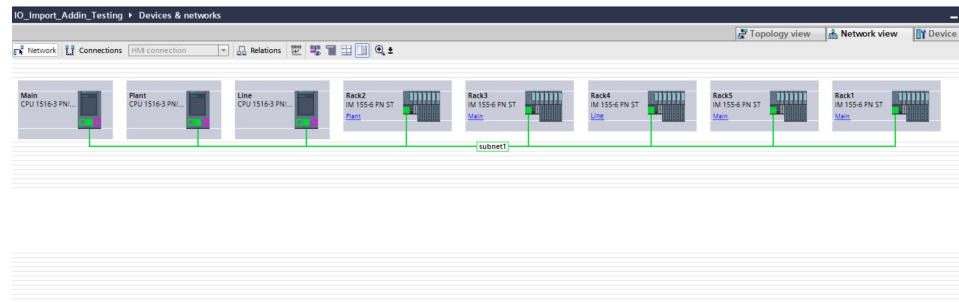 IO_Import_Addin_Testing ▸ Devices & networks
Topology view Network view Device
Network Connections HMI connection Relations
Main
CPU 1516-3 PN/...
Plant
CPU 1516-3 PN/...
Line
CPU 1516-3 PN/...
Rack2
IM 155-6 PN ST
Plant
Rack3
IM 155-6 PN ST
Main
Rack4
IM 155-6 PN ST
Line
Rack5
IM 155-6 PN ST
Main
Rack1
IM 155-6 PN ST
Main
subnet1